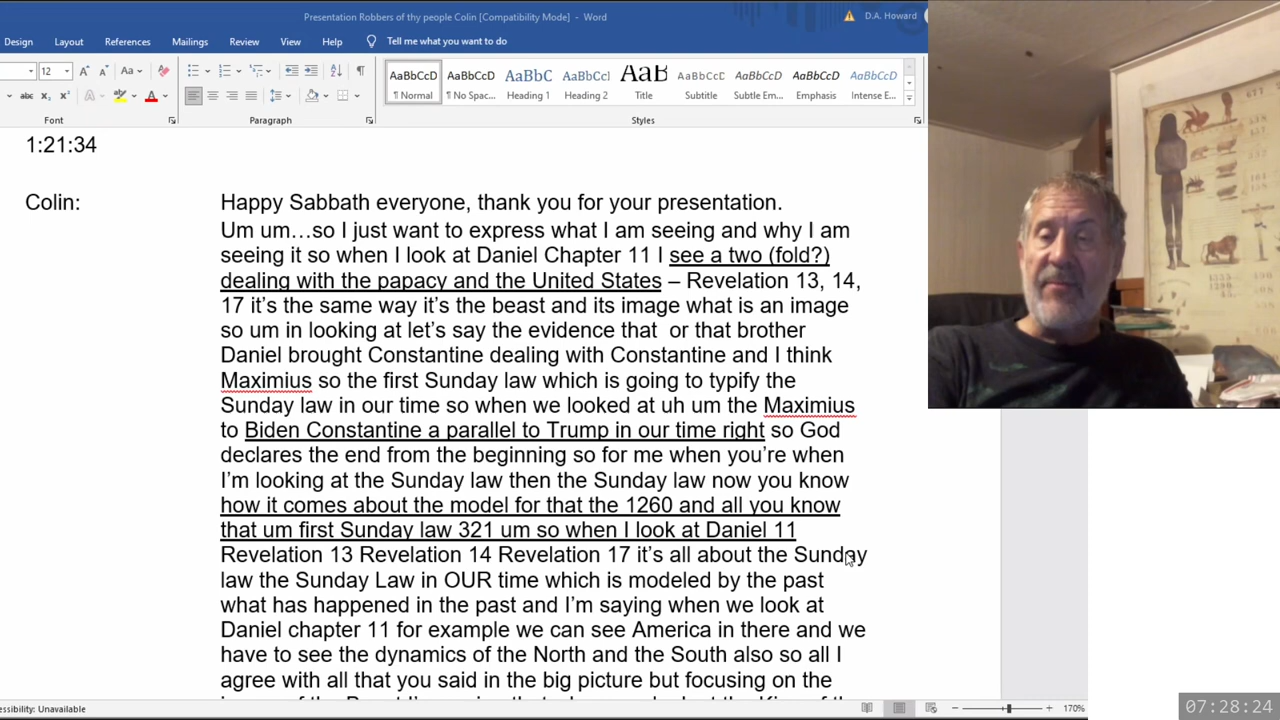 Presentation Robbers of thy people Colin [Compatibility Mode] - Word
D.A. Howard
Design Layout References Mailings Review View Help Tell me what you want to do
12 Aa
AaBbCcD AaBbCcD AaBbC AaBbCcl AaB AaBbCcD AaBbCcD AaBbCcD AaBbCcD
¶ Normal ¶ No Spac... Heading 1 Heading 2 Title Subtitle Subtle Em... Emphasis Intense E...
Font Paragraph Styles
1:21:34
Colin: Happy Sabbath everyone, thank you for your presentation.
Um um…so I just want to express what I am seeing and why I am
seeing it so when I look at Daniel Chapter 11 I see a two (fold?)
dealing with the papacy and the United States – Revelation 13, 14,
17 it's the same way it's the beast and its image what is an image
so um in looking at let's say the evidence that or that brother
Daniel brought Constantine dealing with Constantine and I think
Maximius so the first Sunday law which is going to typify the
Sunday law in our time so when we looked at uh um the Maximius
to Biden Constantine a parallel to Trump in our time right so God
declares the end from the beginning so for me when you're when
I'm looking at the Sunday law then the Sunday law now you know
how it comes about the model for that the 1260 and all you know
that um first Sunday law 321 um so when I look at Daniel 11
Revelation 13 Revelation 14 Revelation 17 it's all about the Sunday
law the Sunday Law in OUR time which is modeled by the past
what has happened in the past and I'm saying when we look at
Daniel chapter 11 for example we can see America in there and we
have to see the dynamics of the North and the South also so all I
agree with all that you said in the big picture but focusing on the
677
essibility: Unavailable
170%
07:28:24